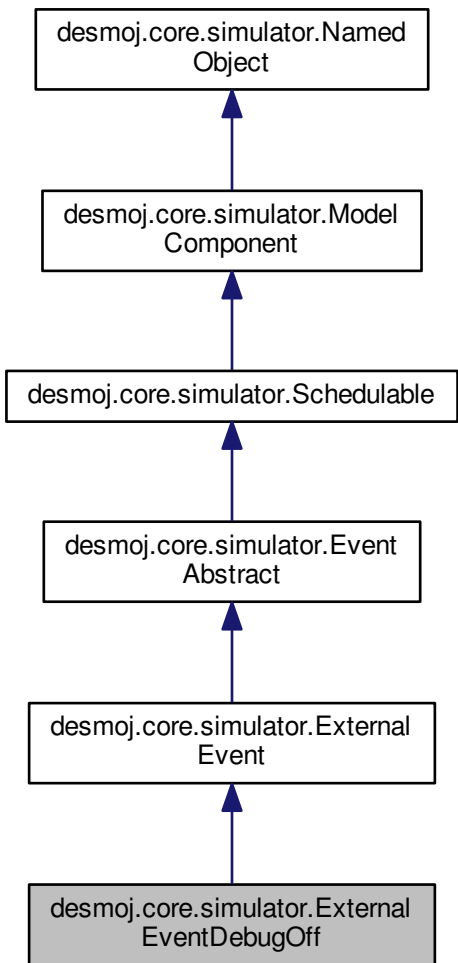 desmoj.core.simulator.Named
Object
desmoj.core.simulator.Model
Component
desmoj.core.simulator.Schedulable
desmoj.core.simulator.Event
Abstract
desmoj.core.simulator.External
Event
desmoj.core.simulator.External
EventDebugOff